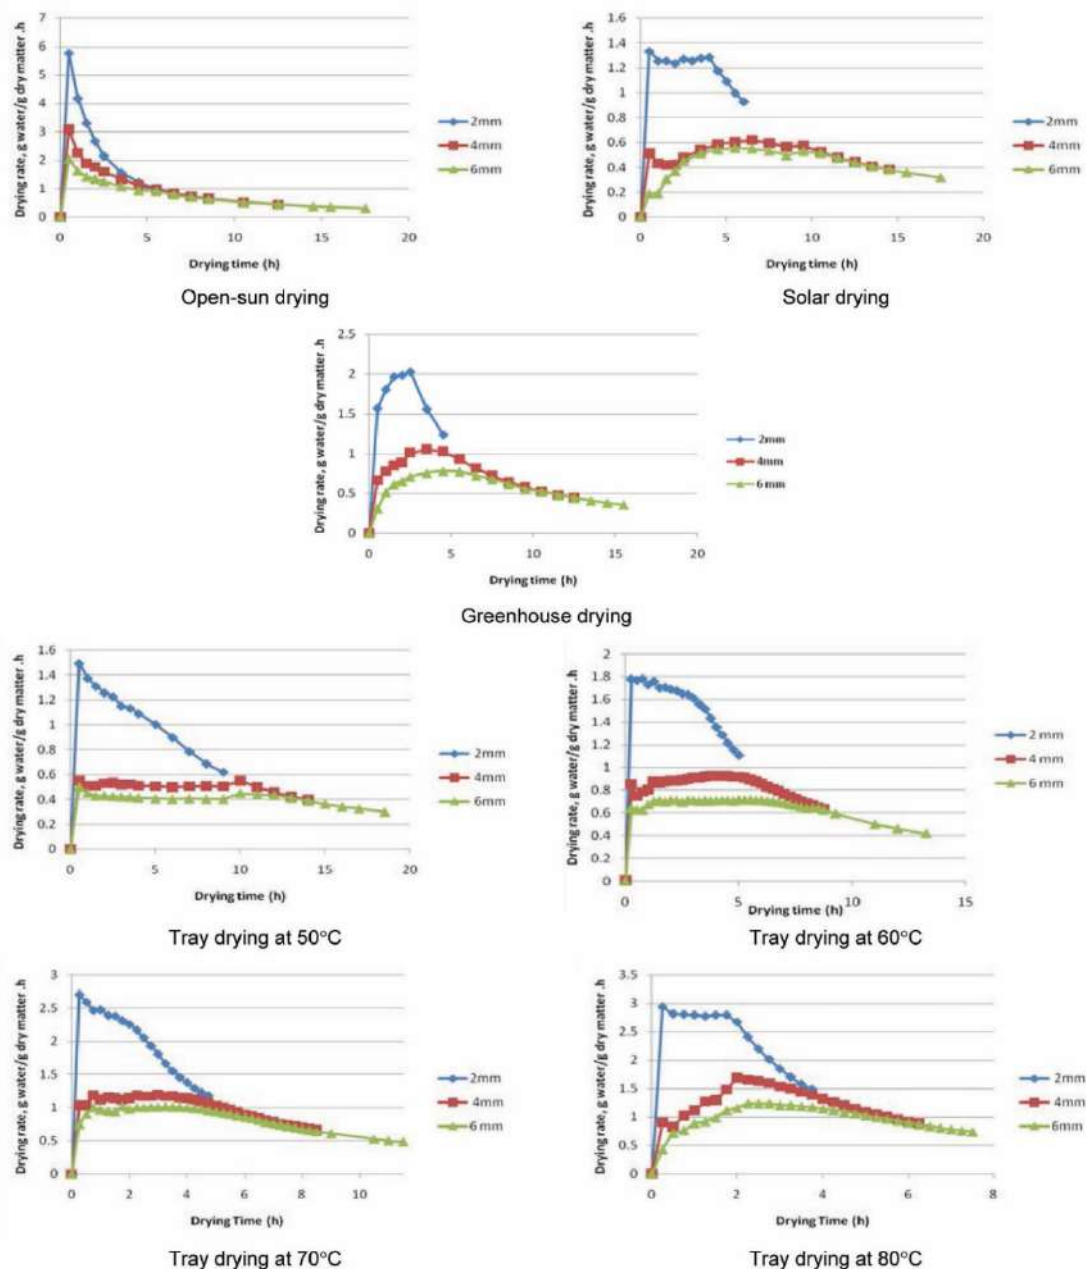 Drying rate, g water/g dry matter .h
7
6
5
4
3
2
1
0
0 5 10 15 20
Drying time (h)
2mm
4mm
6mm
Open-sun drying
Drying rate, g water/g dry matter .h
1.6
1.4
1.2
1
0.8
0.6
0.4
0.2
0
0 5 10 15 20
Drying time (h)
2mm
4mm
6mm
Solar drying
Drying rate, g water/g dry matter .h
2.5
2
1.5
1
0.5
0
0 5 10 15 20
Drying time (h)
2mm
4mm
6mm
Greenhouse drying
Drying rate, g water/g dry matter .h
1.6
1.4
1.2
1
0.8
0.6
0.4
0.2
0
0 5 10 15 20
Drying time (h)
2mm
4mm
6mm
Tray drying at 50°C
Drying rate, g water/g dry matter .h
2
1.8
1.6
1.4
1.2
1
0.8
0.6
0.4
0.2
0
0 5 10 15
Drying time (h)
2 mm
4 mm
6 mm
Tray drying at 60°C
Drying rate, g water/g dry matter .h
3
2.5
2
1.5
1
0.5
0
0 2 4 6 8 10
Drying Time (h)
2mm
4mm
6mm
Tray drying at 70°C
Drying rate, g water/g dry matter .h
3.5
3
2.5
2
1.5
1
0.5
0
0 2 4 6 8
Drying Time (h)
2mm
4mm
6mm
Tray drying at 80°C